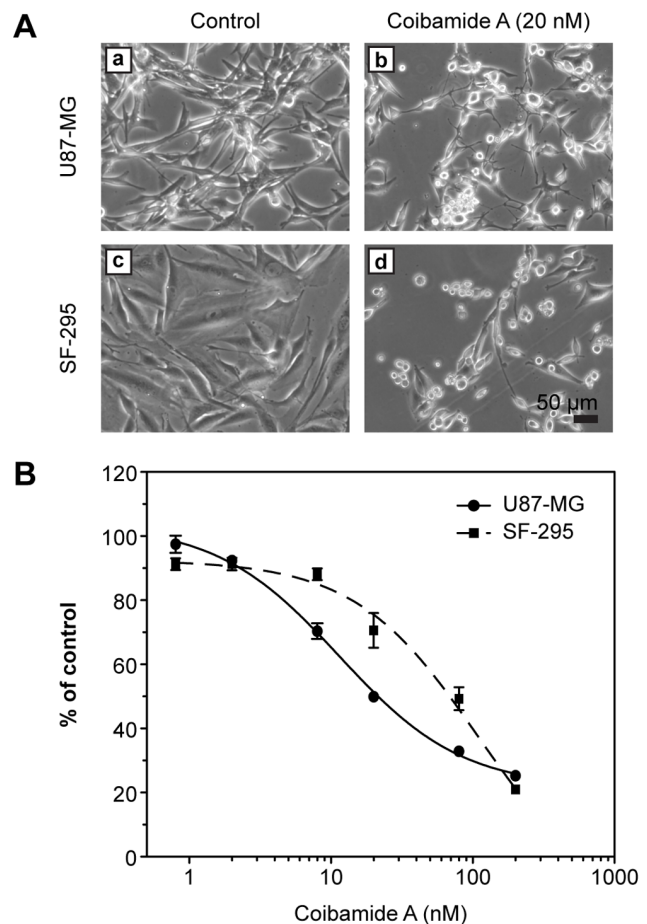 A
Control
Coibamide A (20 nM)
U87-MG
a
b
SF-295
c
d
50 µm
B
120
100
80
60
40
20
0
% of control
U87-MG
SF-295
1
10
100
1000
Coibamide A (nM)